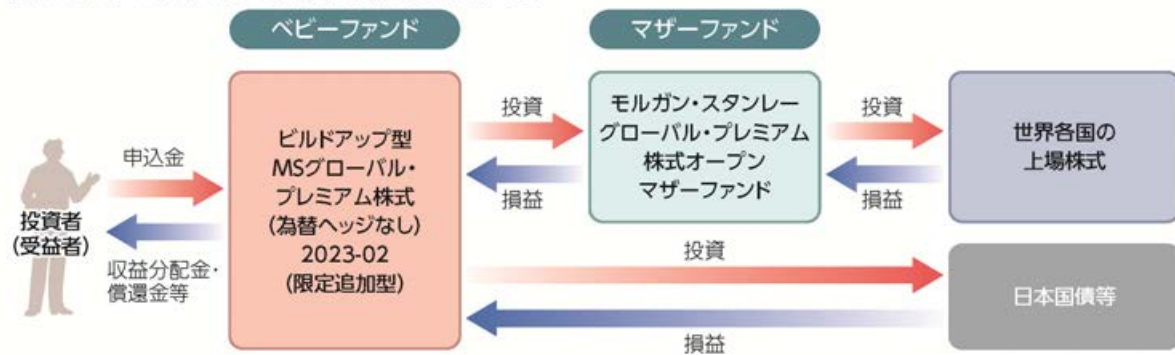 ベビーファンド
マザーファンド
投資者
(受益者)
申込金
収益分配金・
償還金等
ビルドアップ型
MSグローバル・
プレミアム株式
(為替ヘッジなし)
2023-02
(限定追加型)
投資
損益
モルガン・スタンレー
グローバル・プレミアム
株式オープン
マザーファンド
投資
損益
世界各国の
上場株式
投資
損益
日本国債等